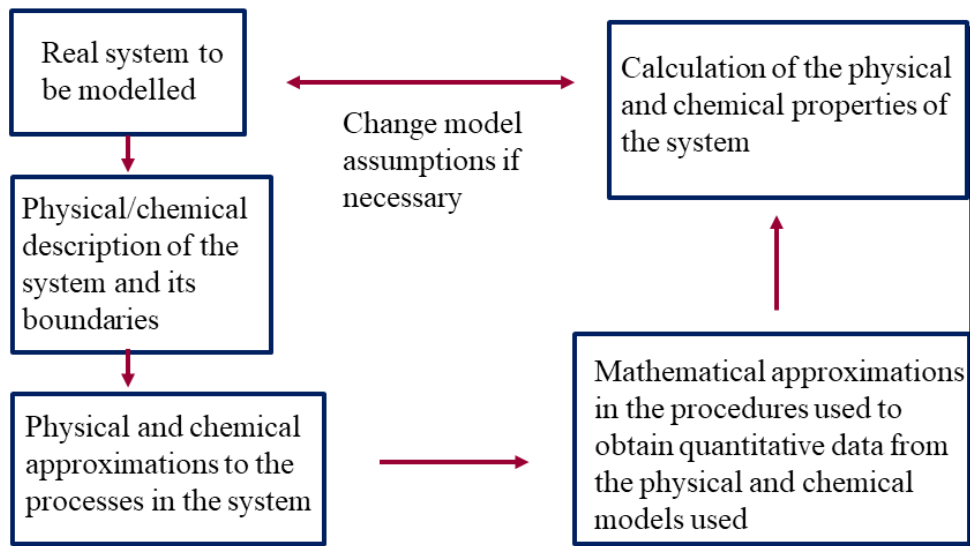 Real system to
be modelled
Physical/chemical
description of the
system and its
boundaries
Physical and chemical
approximations to the
processes in the system
Change model
assumptions if
necessary
Calculation of the physical
and chemical properties of
the system
Mathematical approximations
in the procedures used to
obtain quantitative data from
the physical and chemical
models used